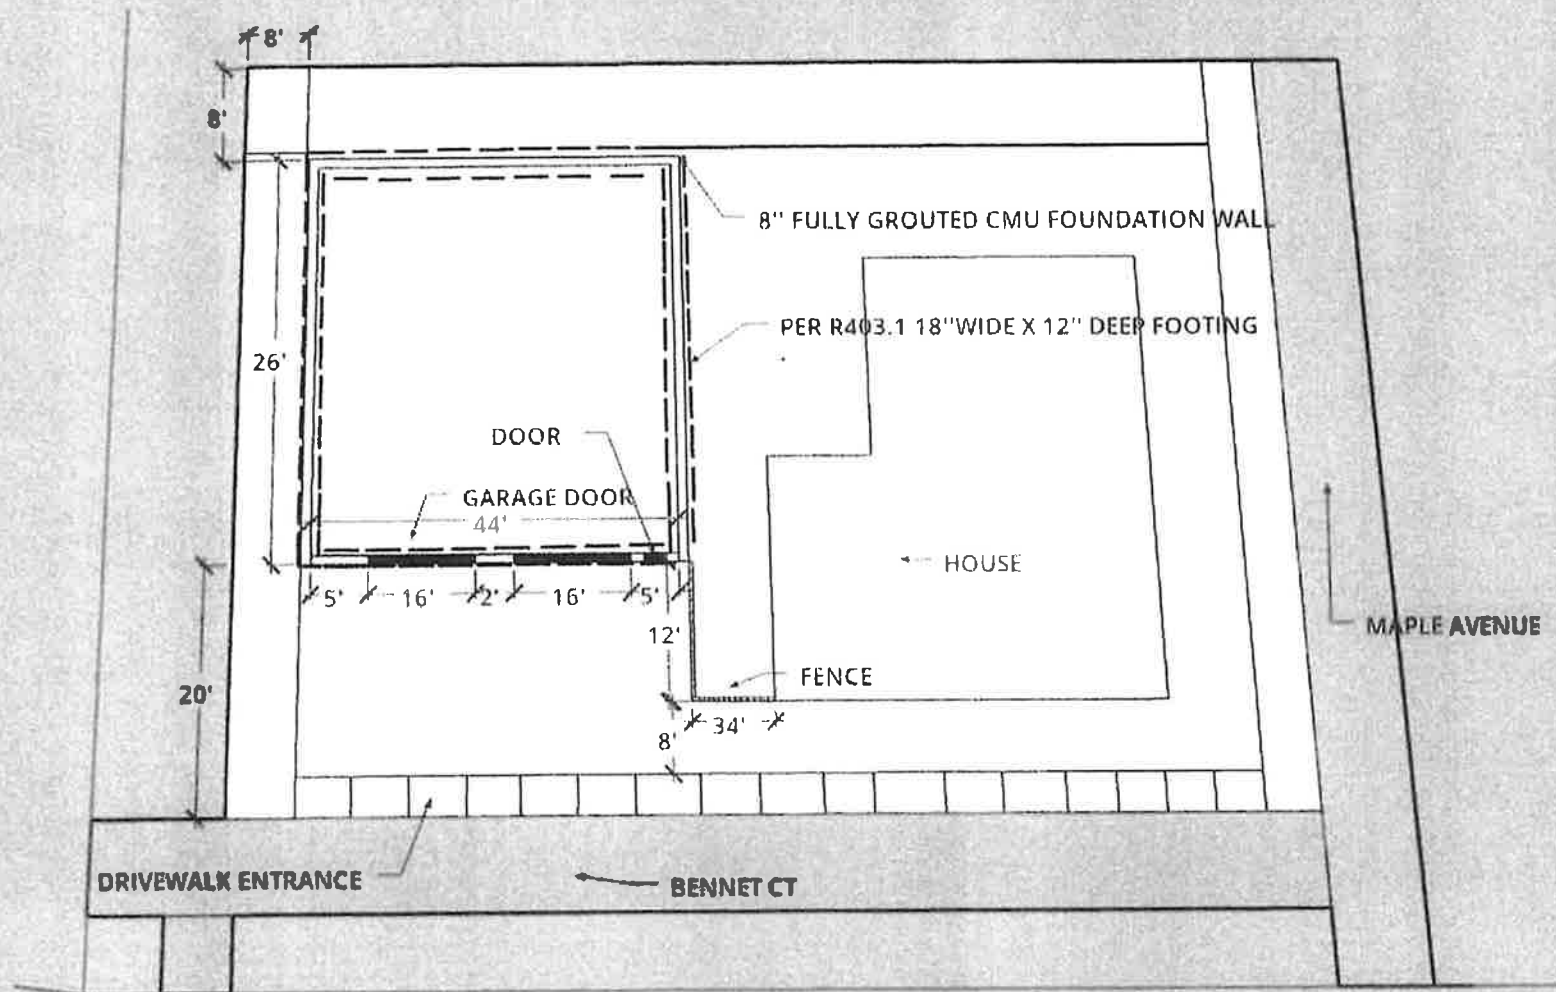 8'
8'
8" FULLY GROUTED CMU FOUNDATION WALL
PER R403.1 18"WIDE X 12" DEEP FOOTING
26'
DOOR
GARAGE DOOR
44'
HOUSE
5' 16' 2' 16' 5'
12'
MAPLE AVENUE
FENCE
20'
34'
8'
DRIVEWALK ENTRANCE
BENNET CT